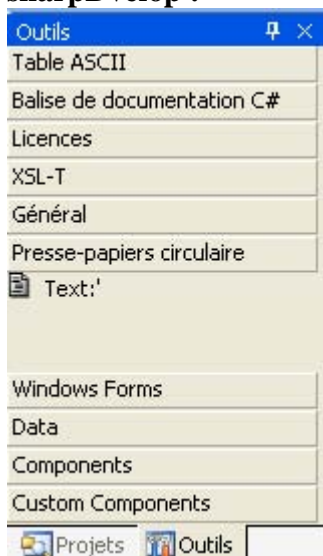 Outils
Table ASCII
Balise de documentation C#
Licences
XSL-T
Général
Presse-papiers circulaire
Text:'
Windows Forms
Data
Components
Custom Components
Projets Outils